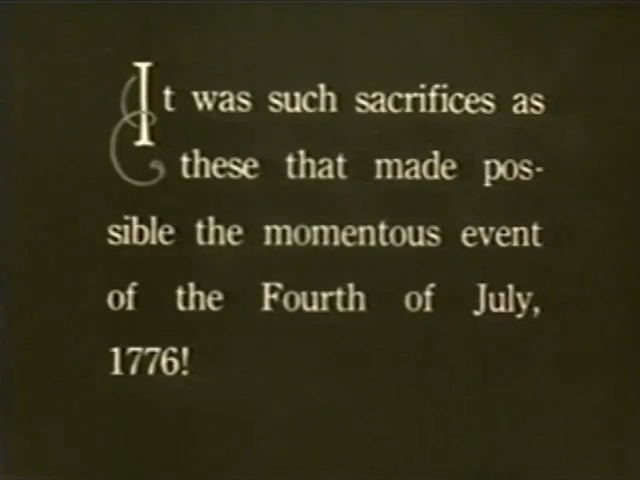 It was such sacrifices as
these that made pos-
sible the momentous event
of the Fourth of July,
1776!